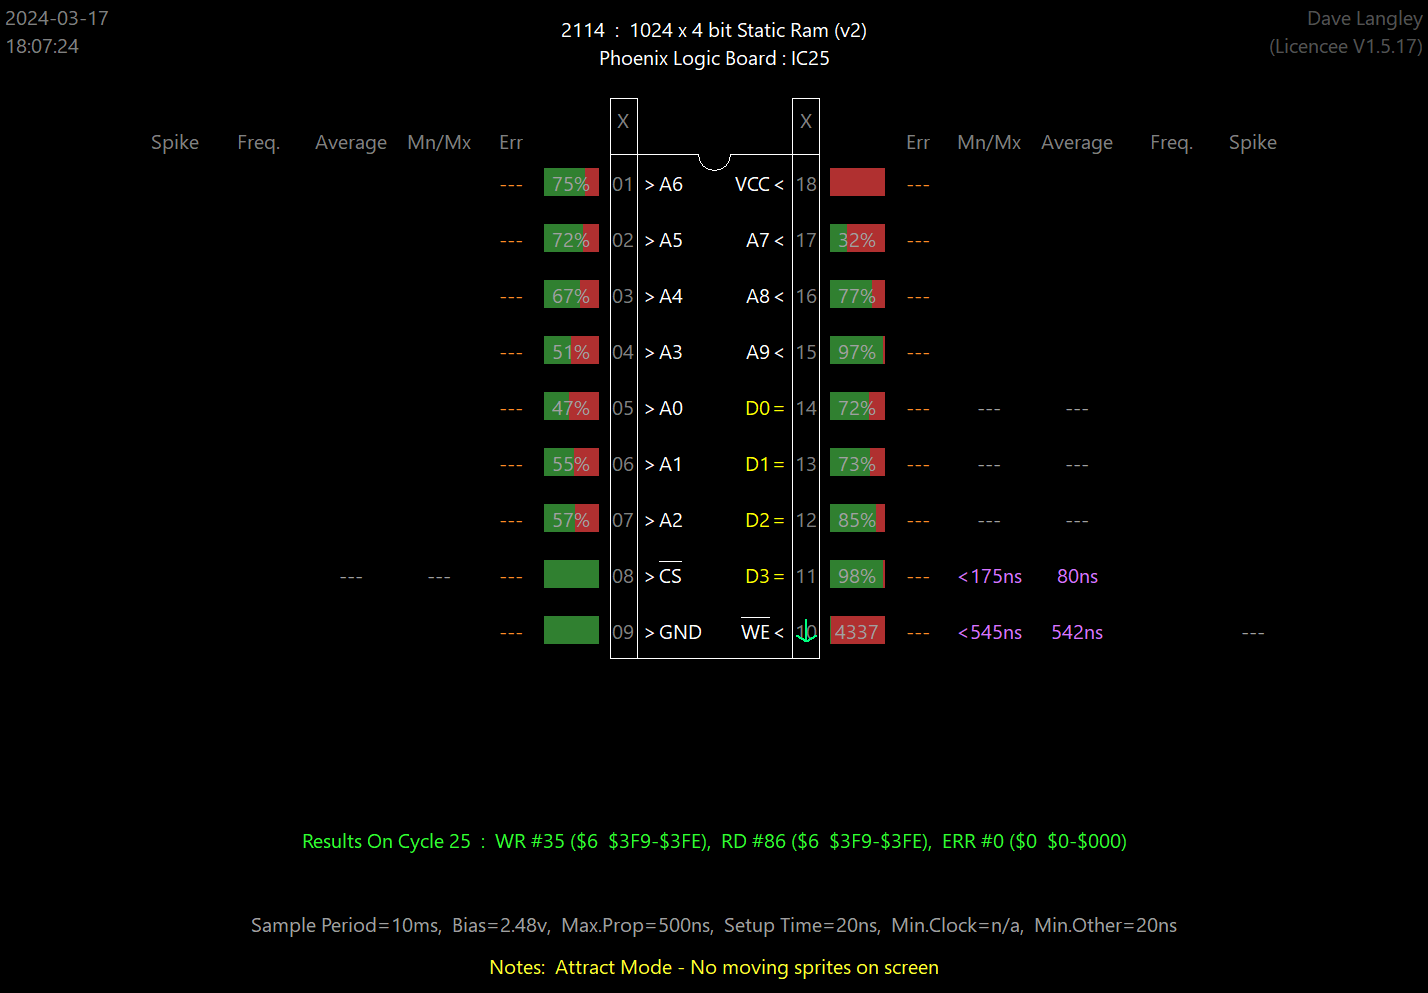 2024-03-17
18:07:24
2114 : 1024 x 4 bit Static Ram (v2)
Phoenix Logic Board : IC25
Dave Langley
(Licencee V1.5.17)
X X
Spike Freq. Average Mn/Mx Err Err Mn/Mx Average Freq. Spike
--- 75% 01 > A6 VCC < 18 ---
--- 72% 02 > A5 A7 < 17 32% ---
--- 67% 03 > A4 A8 < 16 77% ---
--- 51% 04 > A3 A9 < 15 97% ---
--- 47% 05 > A0 D0 = 14 72% --- --- ---
--- 55% 06 > A1 D1 = 13 73% --- --- ---
--- 57% 07 > A2 D2 = 12 85% --- --- ---
--- --- --- 08 > CS D3 = 11 98% --- <175ns 80ns
--- 09 > GND WE < 10 4337 --- <545ns 542ns ---
Results On Cycle 25 : WR #35 ($6 $3F9-$3FE), RD #86 ($6 $3F9-$3FE), ERR #0 ($0 $0-$000)
Sample Period=10ms, Bias=2.48v, Max.Prop=500ns, Setup Time=20ns, Min.Clock=n/a, Min.Other=20ns
Notes: Attract Mode - No moving sprites on screen